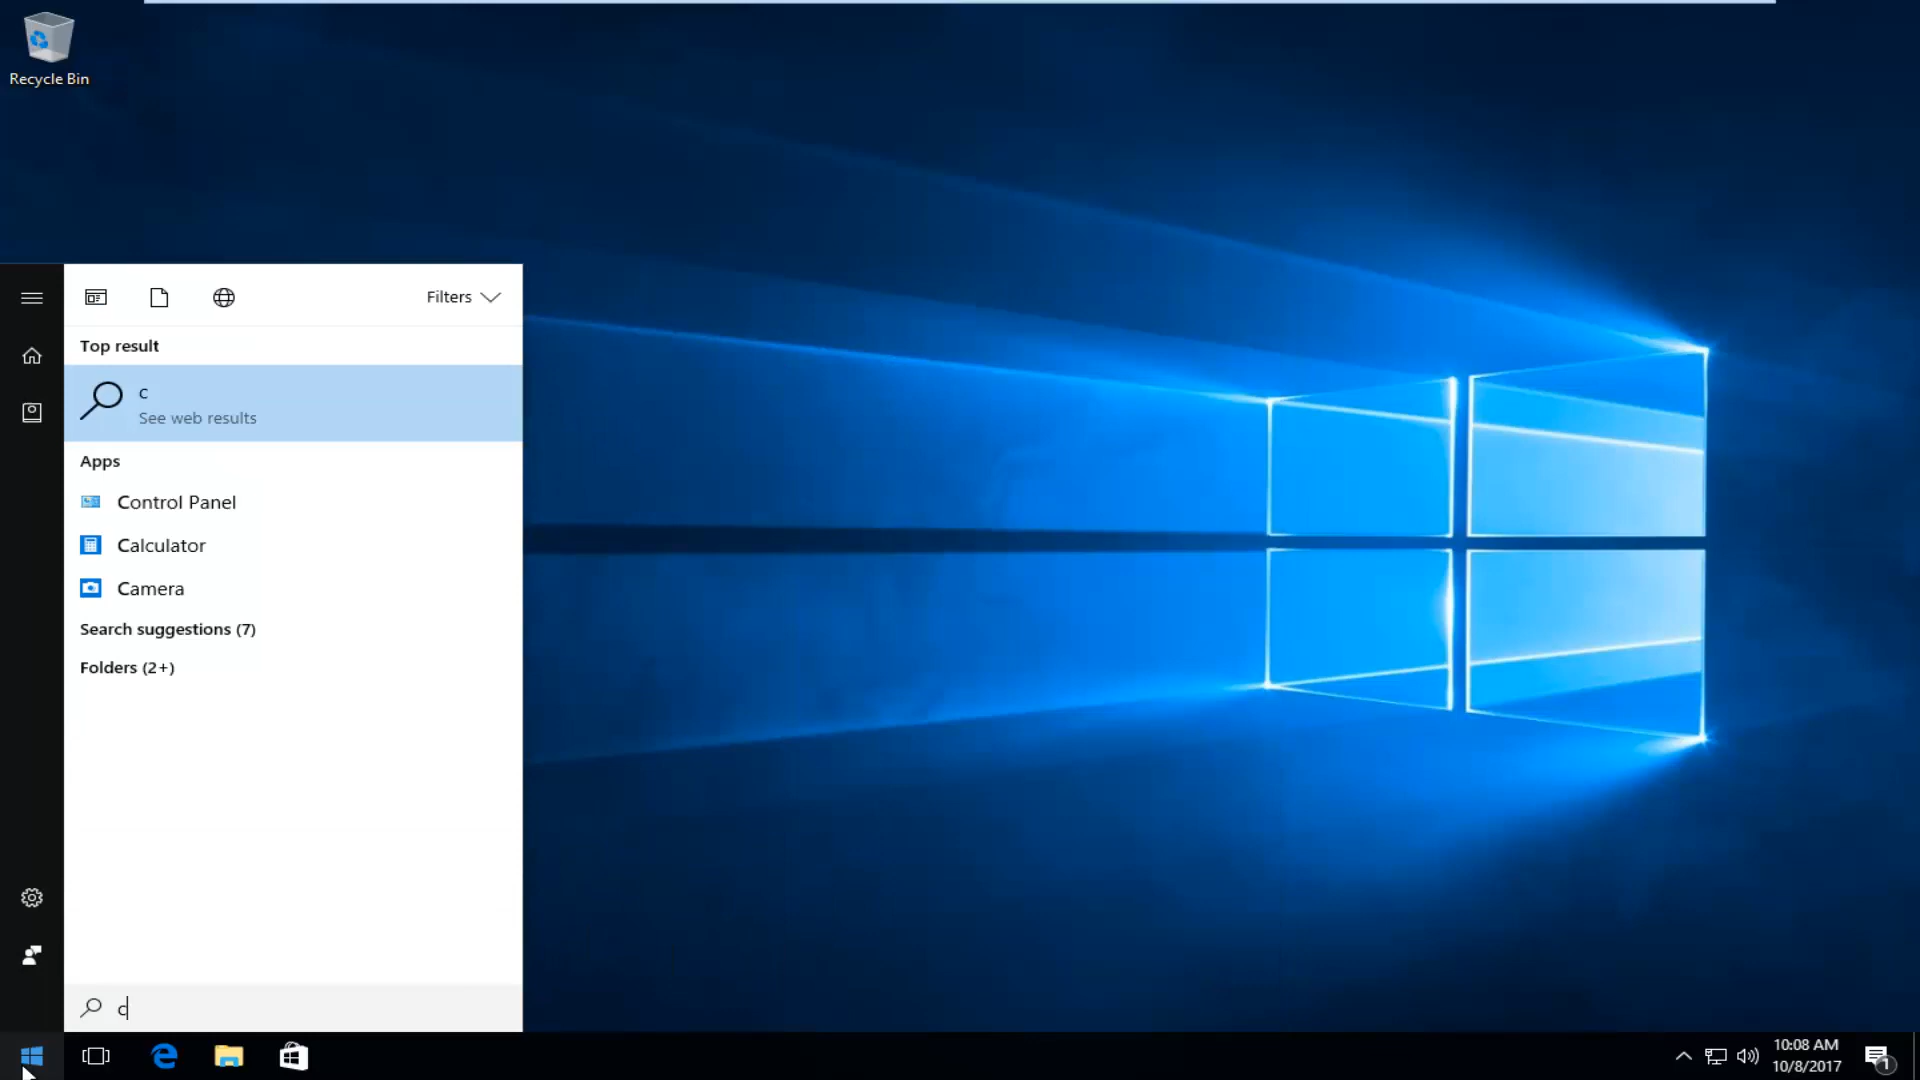 Recycle Bin
Filters
Top result
c
See web results
Apps
Control Panel
Calculator
Camera
Search suggestions (7)
Folders (2+)
c
10:08 AM
10/8/2017
1